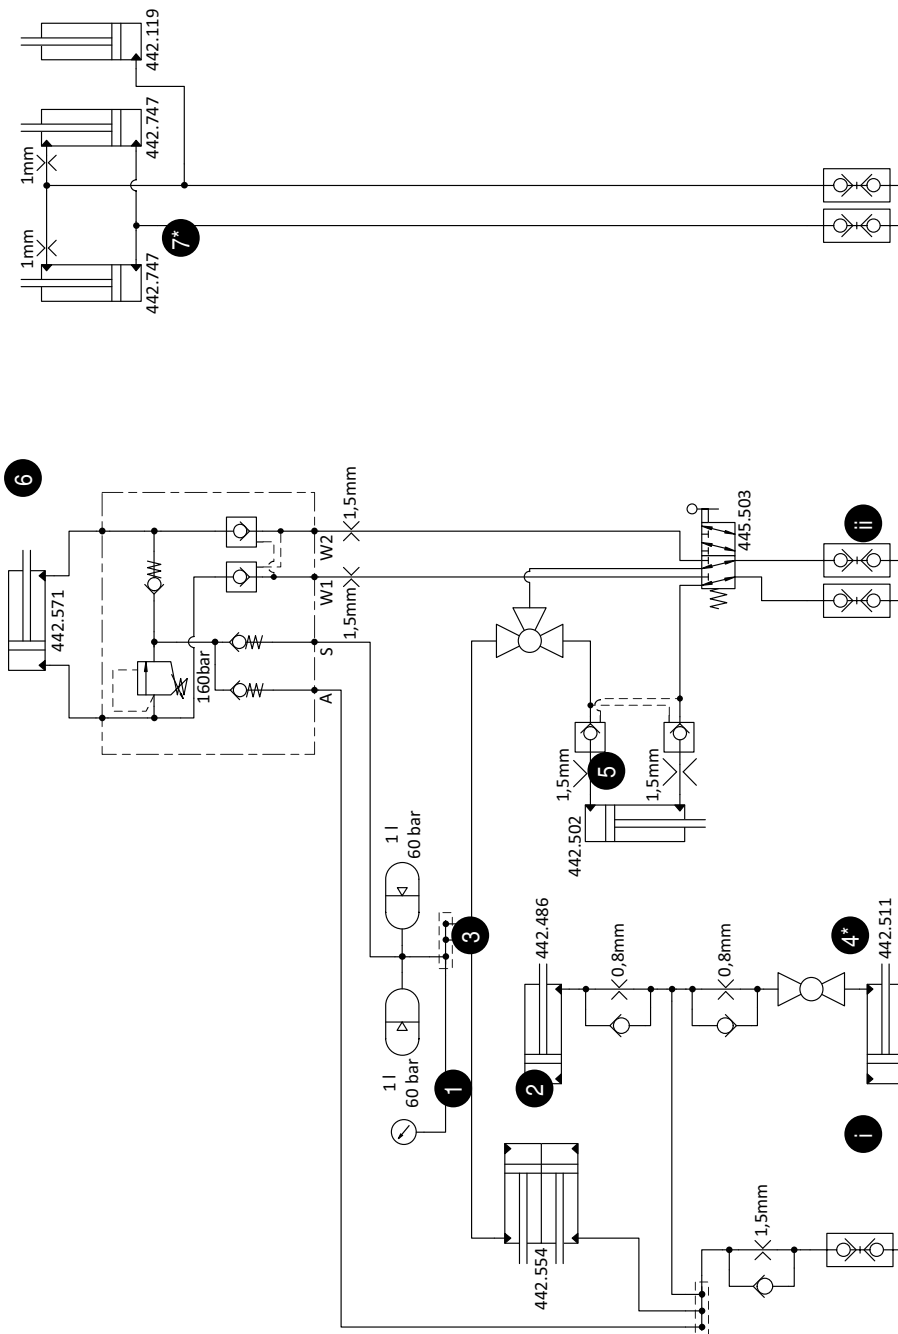 442.119
442.747
1mm
7*
1mm
442.747
6
442.571
160bar
1,5mm
W2
W1
1,5mm
S
A
445.503
ii
1 l
60 bar
1 l
60 bar
3
1
1,5mm
5
1,5mm
442.502
442.486
2
0,8mm
0,8mm
4*
442.511
i
442.554
1,5mm